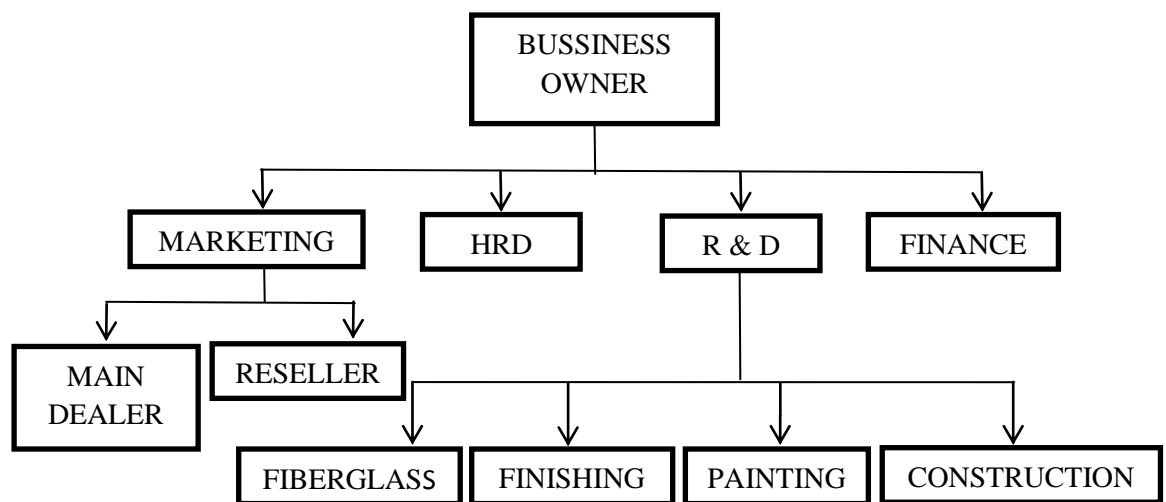 BUSSINESS
OWNER
MARKETING
HRD
R & D
FINANCE
MAIN
DEALER
RESELLER
FIBERGLASS
FINISHING
PAINTING
CONSTRUCTION